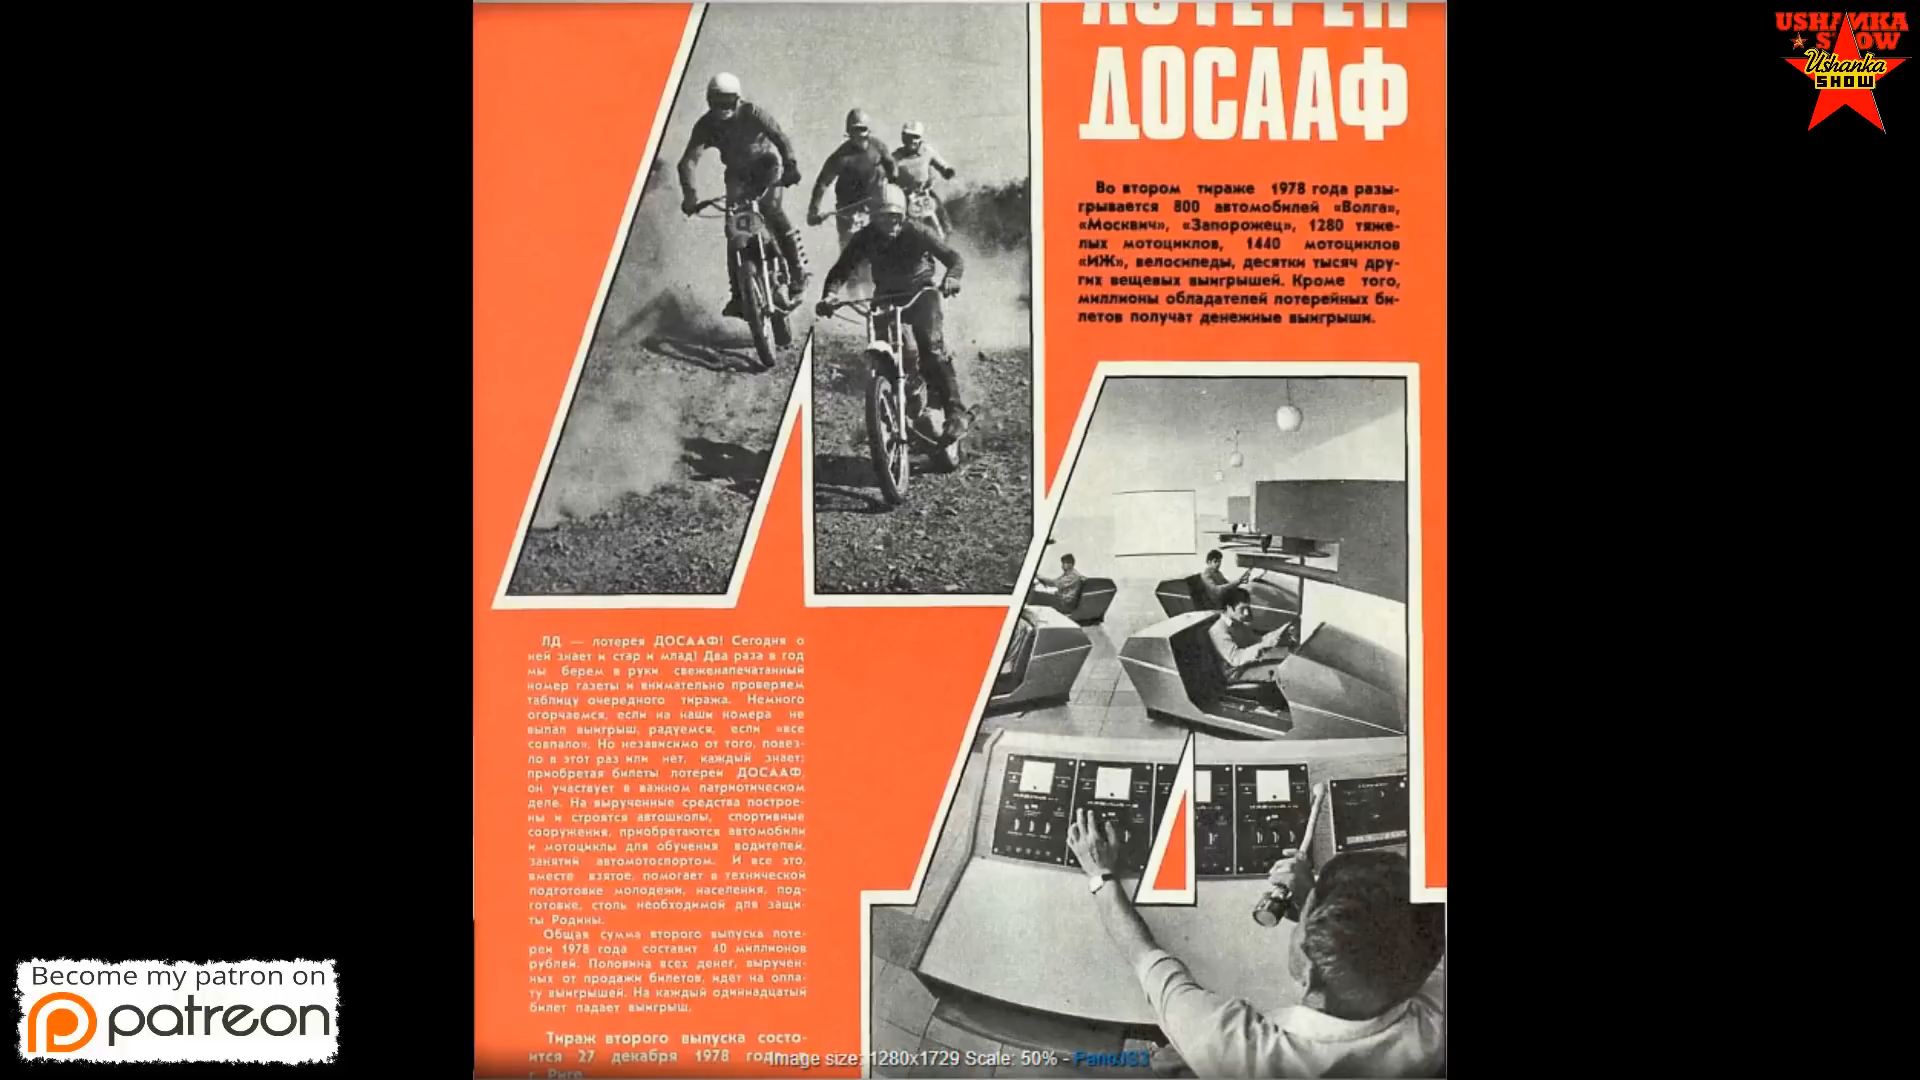 ЛОТЕРЕЯ
ДОСААФ
Во втором тираже 1978 года разы-
грывается 800 автомобилей «Волга»,
«Москвич», «Запорожец», 1280 тяже-
лых мотоциклов, 1440 мотоциклов
«ИЖ», велосипеды, десятки тысяч дру-
гих вещевых выигрышей. Кроме того,
миллионы обладателей лотерейных би-
летов получат денежные выигрыши.
ЛД — лотерея ДОСААФ! Сегодня о
ней знает и стар и млад! Два раза в год
мы берем в руки свеженапечатанный
номер газеты и внимательно проверяем
таблицу очередного тиража. Немного
огорчаемся, если на наши номера не
выпал выигрыш, радуемся, если «все
совпало». Но независимо от того, повез-
ло в этот раз или нет, каждый знает:
приобретая билеты лотереи ДОСААФ,
он участвует в важном патриотическом
деле. На вырученные средства построе-
ны и строятся автошколы, спортивные
сооружения, приобретаются автомобили
и мотоциклы для обучения водителей,
занятий автомотоспортом. И все это,
вместе взятое, помогает в технической
подготовке молодежи, населения, под-
готовке, столь необходимой для защи-
ты Родины.
Общая сумма второго выпуска лоте-
реи 1978 года составит 40 миллионов
рублей. Половина всех денег, выручен-
ных от продажи билетов, идет на опла-
ту выигрышей. На каждый одиннадцатый
билет падает выигрыш.
Тираж второго выпуска состо-
ится 27 декабря 1978 года
г. Риге
Image size: 1280x1729 Scale: 50% - PanoJS3
USHANKA
SHOW
Ushanka
SHOW
Become my patron on
patreon